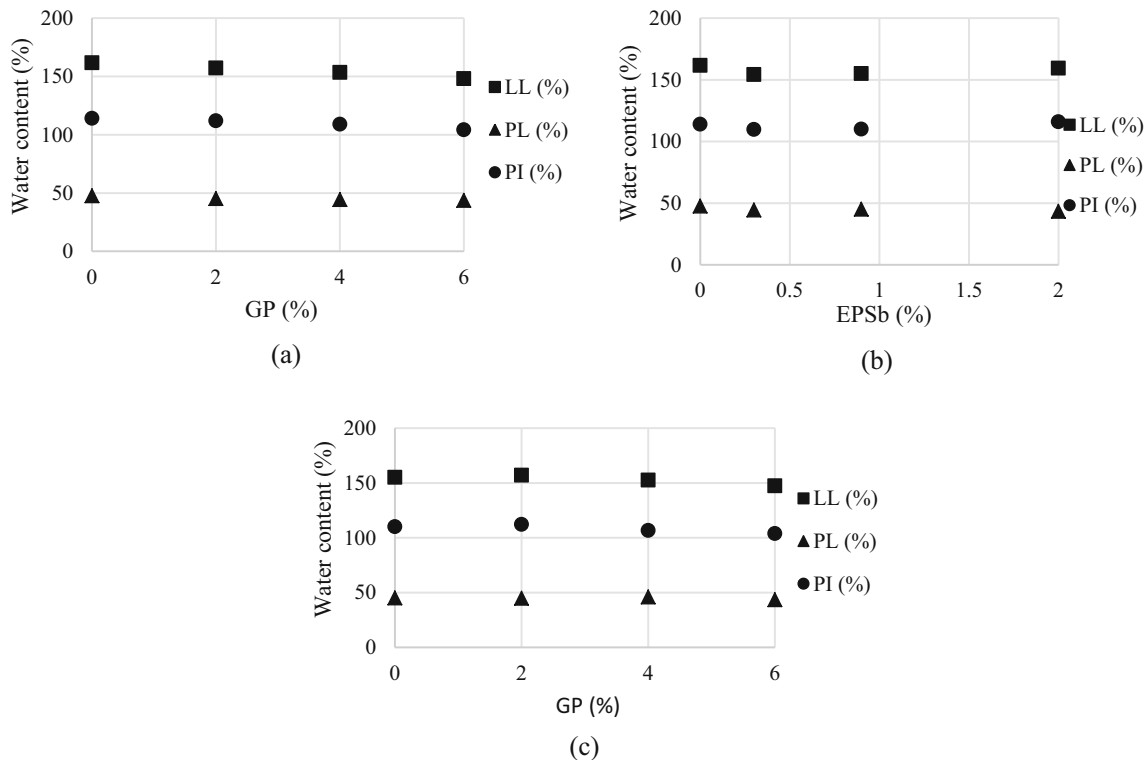 200
150
100
50
0
Water content (%)
0 2 4 6
GP (%)
LL (%)
PL (%)
PI (%)
(a)
200
150
100
50
0
Water content (%)
0 0.5 1 1.5 2
EPSb (%)
LL (%)
PL (%)
PI (%)
(b)
200
150
100
50
0
Water content (%)
0 2 4 6
GP (%)
LL (%)
PL (%)
PI (%)
(c)